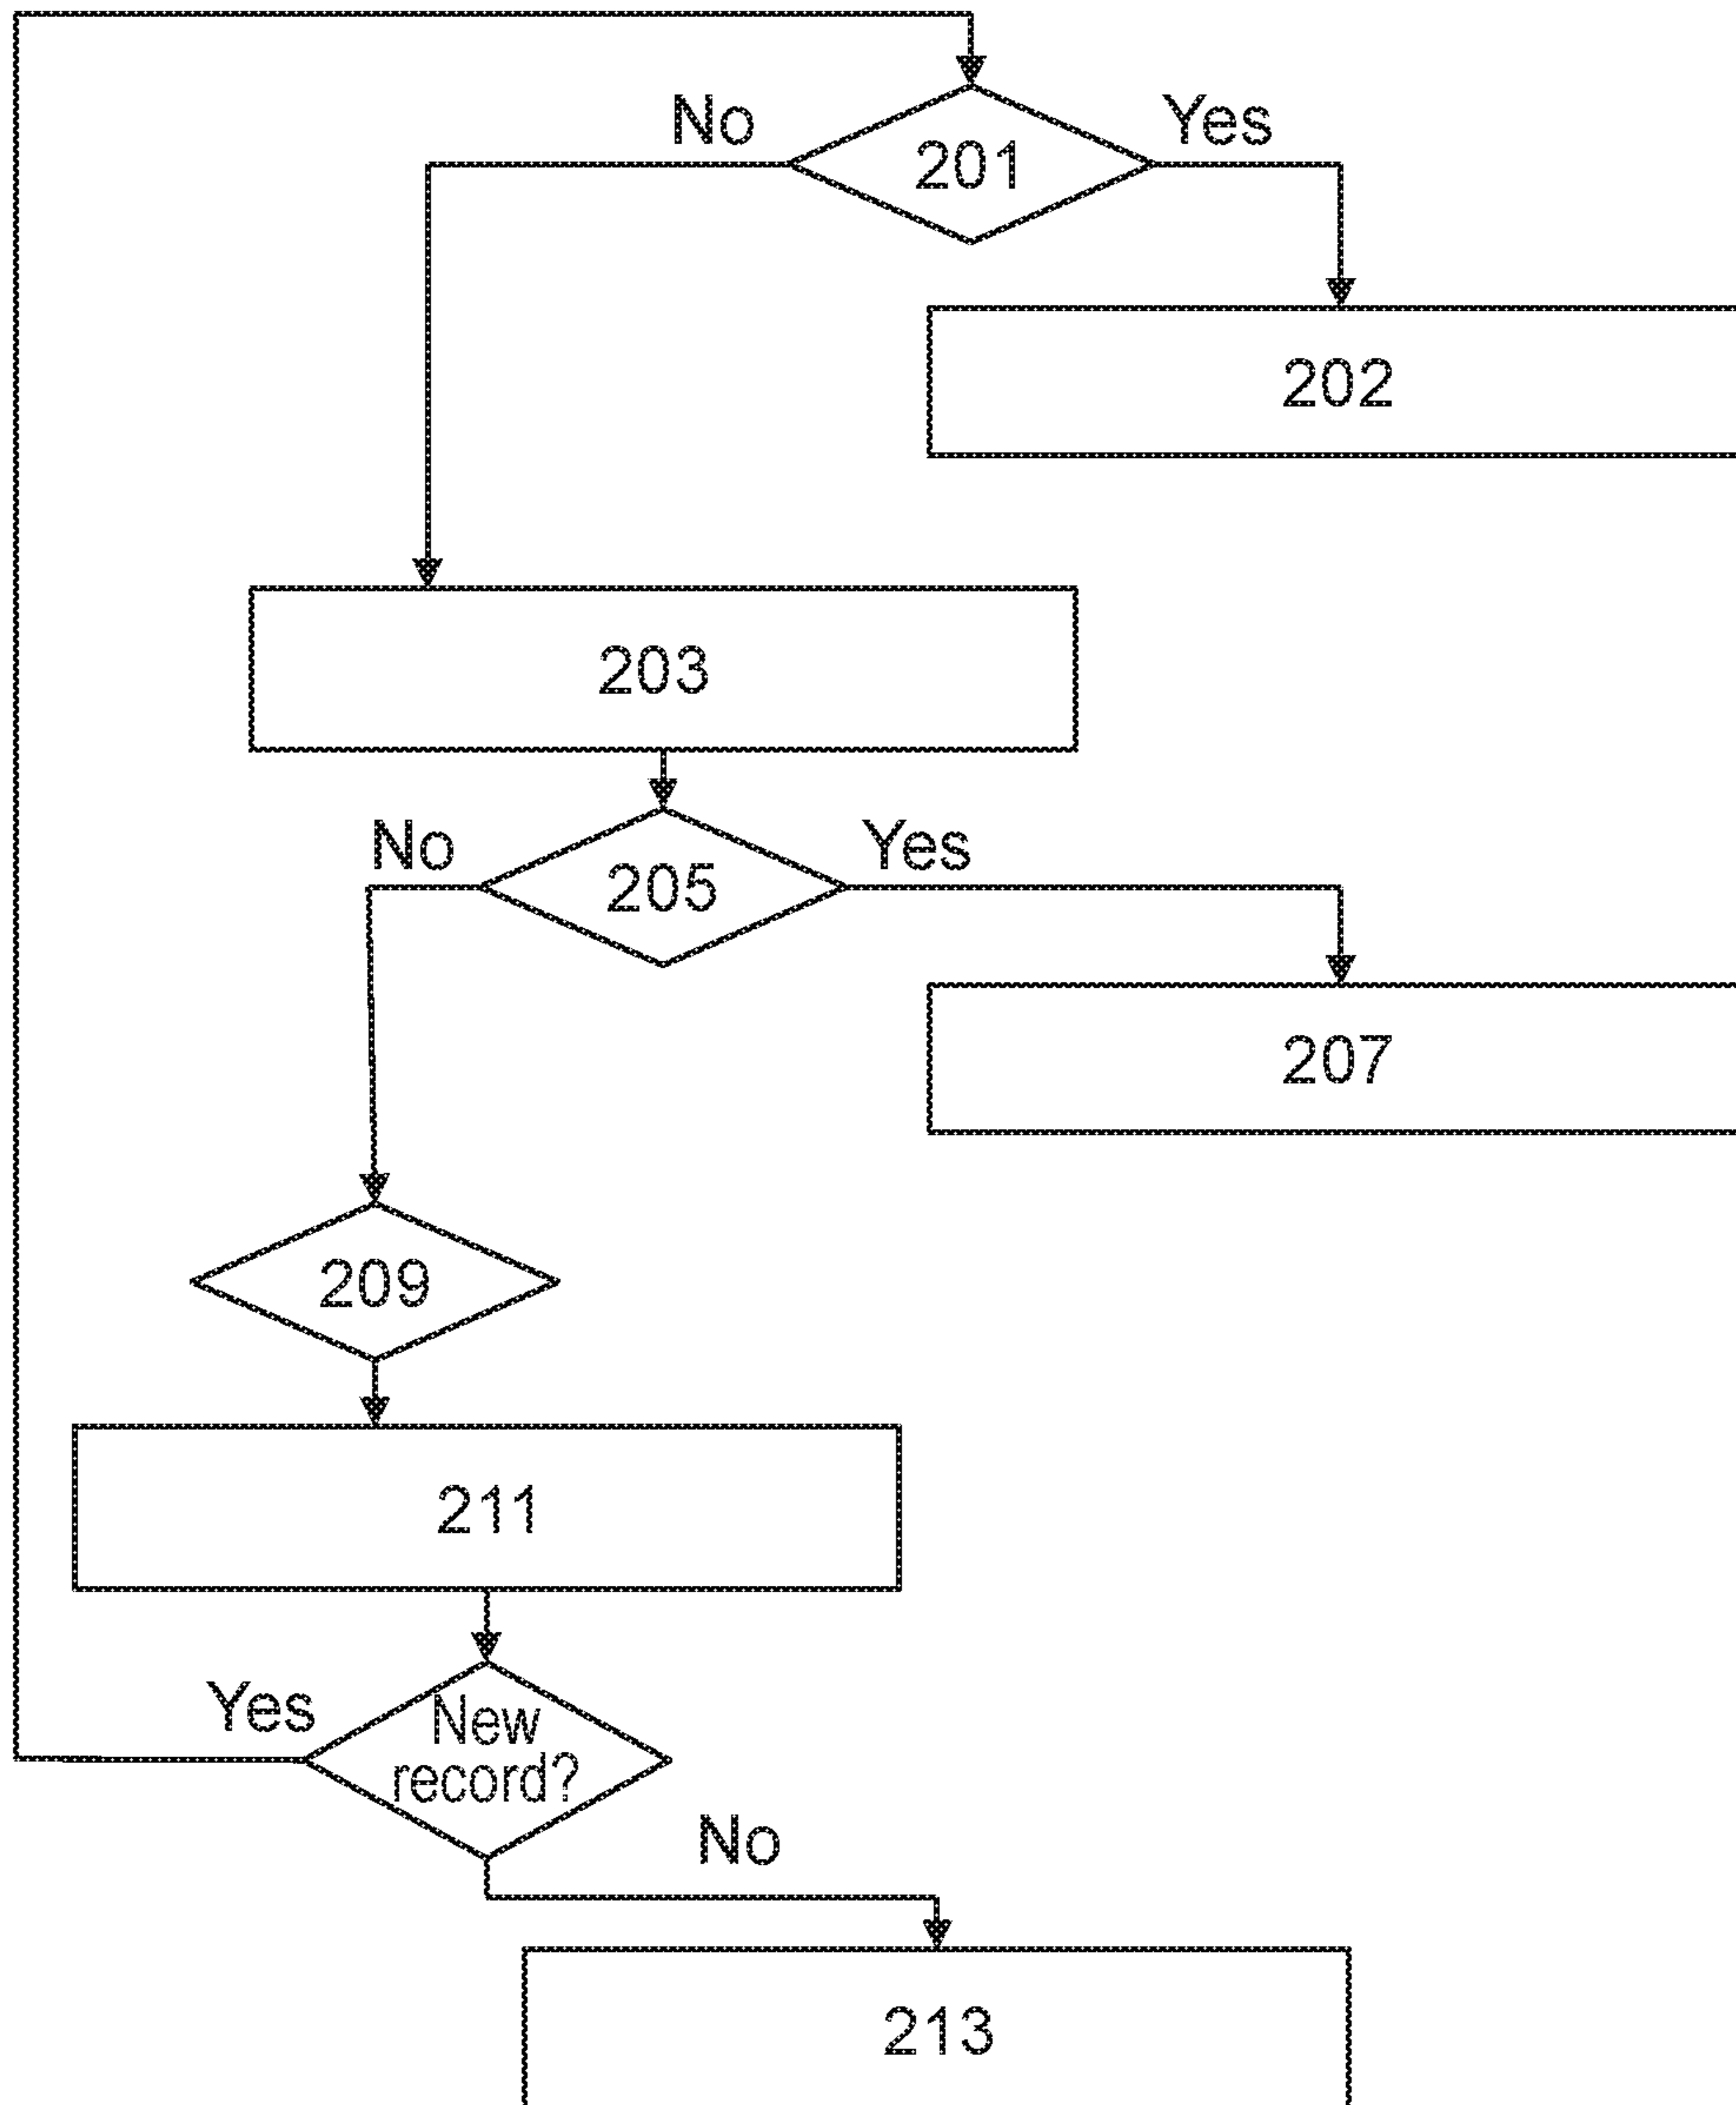 No
Yes
201
202
203
No
Yes
205
207
209
211
Yes
New
record?
No
213